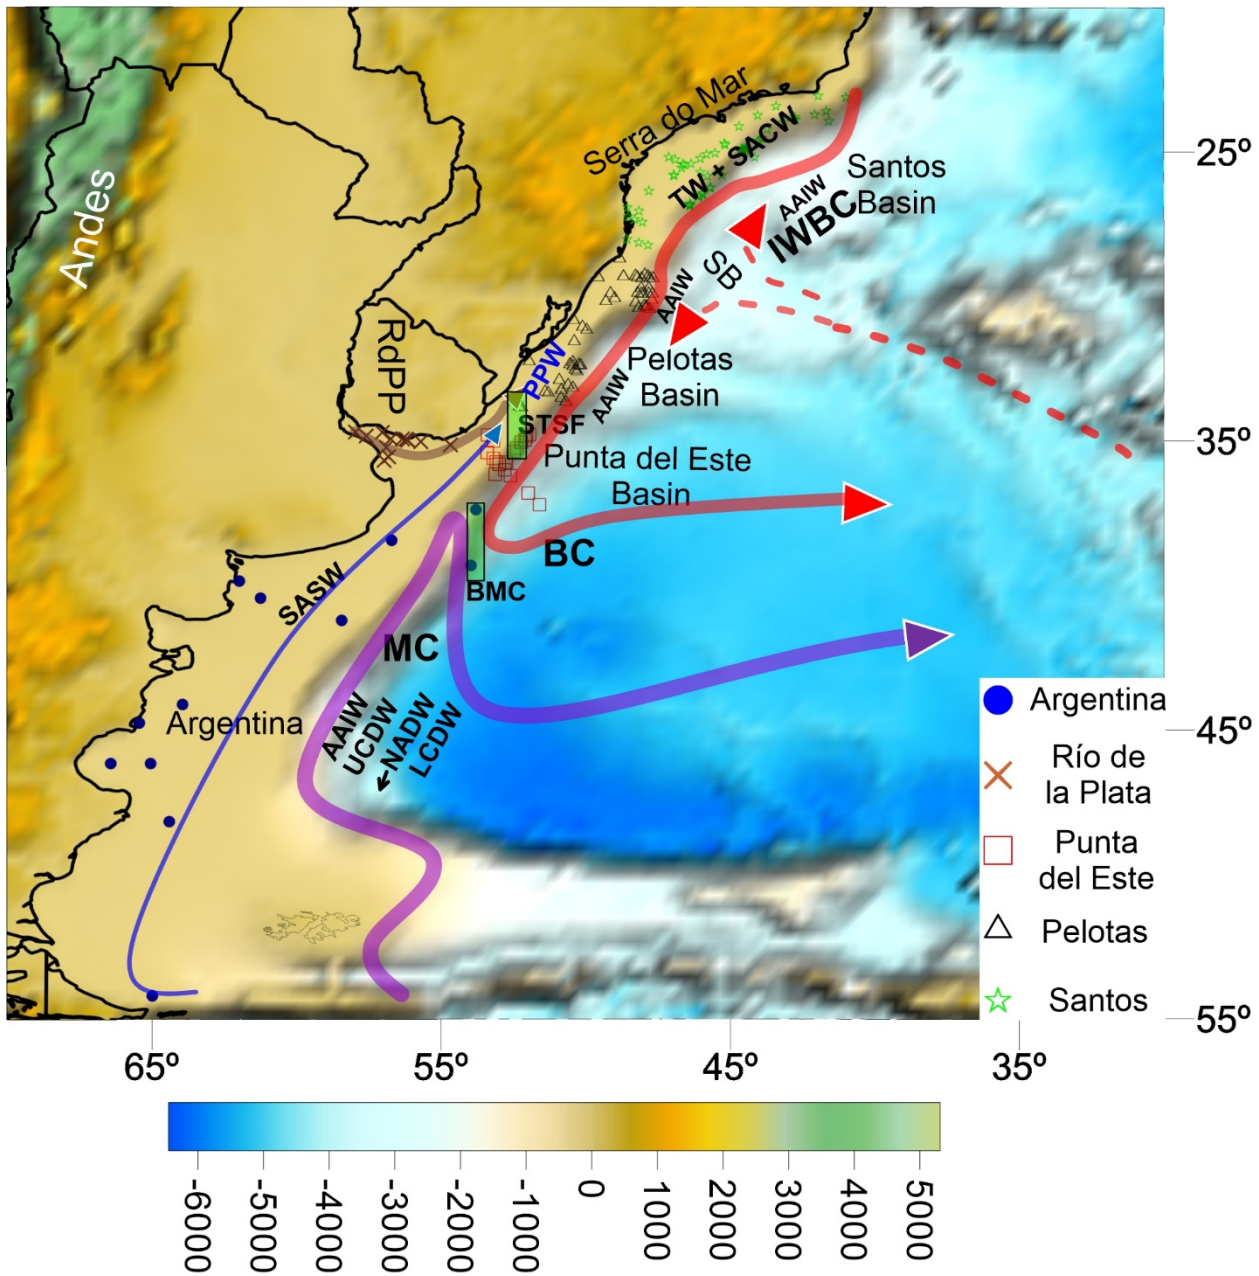 Serra do Mar
TW + SACW
25º
Santos
Basin
AAIW
IWBC
Andes
SB
AAIW
RdPP
PPW
Pelotas
Basin
AAIW
STSF
35º
Punta del Este
Basin
BC
BMC
SASW
MC
Argentina
AAIW
UCDW
←NADW
LCDW
Argentina
45º
Río de
la Plata
Punta
del Este
Pelotas
Santos
55º
65º
55º
45º
35º
-6000
-5000
-4000
-3000
-2000
-1000
0
1000
2000
3000
4000
5000